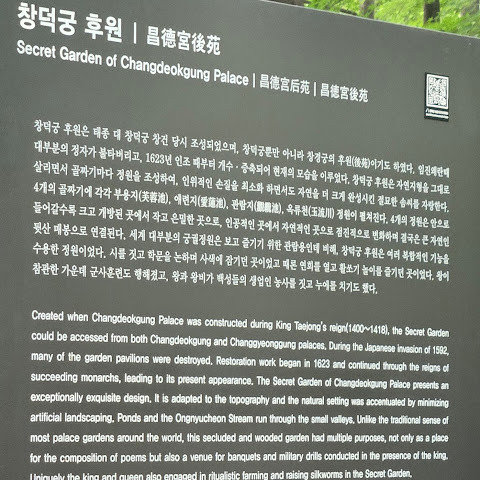 창덕궁 후원 | 昌德宮後苑
Secret Garden of Changdeokgung Palace | 昌德宮后苑 | 昌徳宮後苑
창덕궁 후원은 태종 대 창덕궁 창건 당시 조성되었으며, 창덕궁뿐만 아니라 창경궁의 후원(後苑)이기도 하였다. 임진왜란때
대부분의 정자가 불타버리고, 1623년 인조 때부터 개수·증축되어 현재의 모습을 이루었다. 창덕궁 후원은 자연지형을 그대로
살리면서 골짜기마다 정원을 조성하여, 인위적인 손질을 최소화 하면서도 자연을 더 크게 완성시킨 절묘한 솜씨를 자랑한다.
4개의 골짜기에 각각 부용지(芙蓉池), 애련지(愛蓮池), 관람지(觀纜池), 옥류천(玉流川) 정원이 펼쳐진다. 4개의 정원은 안으로
들어갈수록 크고 개방된 곳에서 작고 은밀한 곳으로, 인공적인 곳에서 자연적인 곳으로 점진적으로 변화하며 결국은 큰 자연인
뒷산 매봉으로 연결된다. 세계 대부분의 궁궐정원은 보고 즐기기 위한 관람용인데 비해, 창덕궁 후원은 여러 복합적인 기능을
수용한 정원이었다. 시를 짓고 학문을 논하며 사색에 잠기던 곳이었고 때론 연회를 열고 활쏘기 놀이를 즐기던 곳이었다. 왕이
참관한 가운데 군사훈련도 행해졌고, 왕과 왕비가 백성들의 생업인 농사를 짓고 누에를 치기도 했다.
Created when Changdeokgung Palace was constructed during King Taejong's reign(1400~1418), the Secret Garden
could be accessed from both Changdeokgung and Changgyeonggung palaces. During the Japanese invasion of 1592,
many of the garden pavilions were destroyed. Restoration work began in 1623 and continued through the reigns of
succeeding monarchs, leading to its present appearance. The Secret Garden of Changdeokgung Palace presents an
exceptionally exquisite design. It is adapted to the topography and the natural setting was accentuated by minimizing
artificial landscaping. Ponds and the Ongnyucheon Stream run through the small valleys. Unlike the traditional sense of
most palace gardens around the world, this secluded and wooded garden had multiple purposes, not only as a place
for the composition of poems but also a venue for banquets and military drills conducted in the presence of the king.
Uniquely the king and queen also engaged in ritualistic farming and raising silkworms in the Secret Garden.